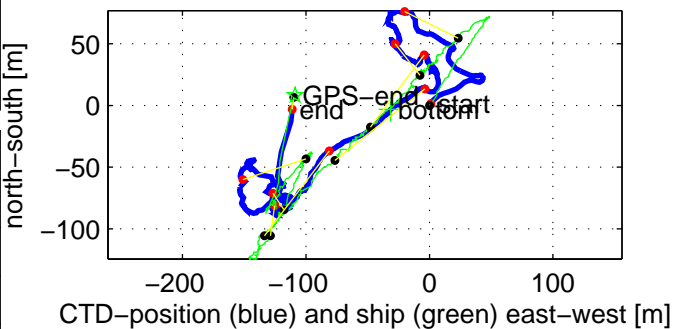 50
0
−50
−100
north−south [m]
GPS−end
end
bottom
start
−200
−100
0
100
CTD−position (blue) and ship (green) east−west [m]